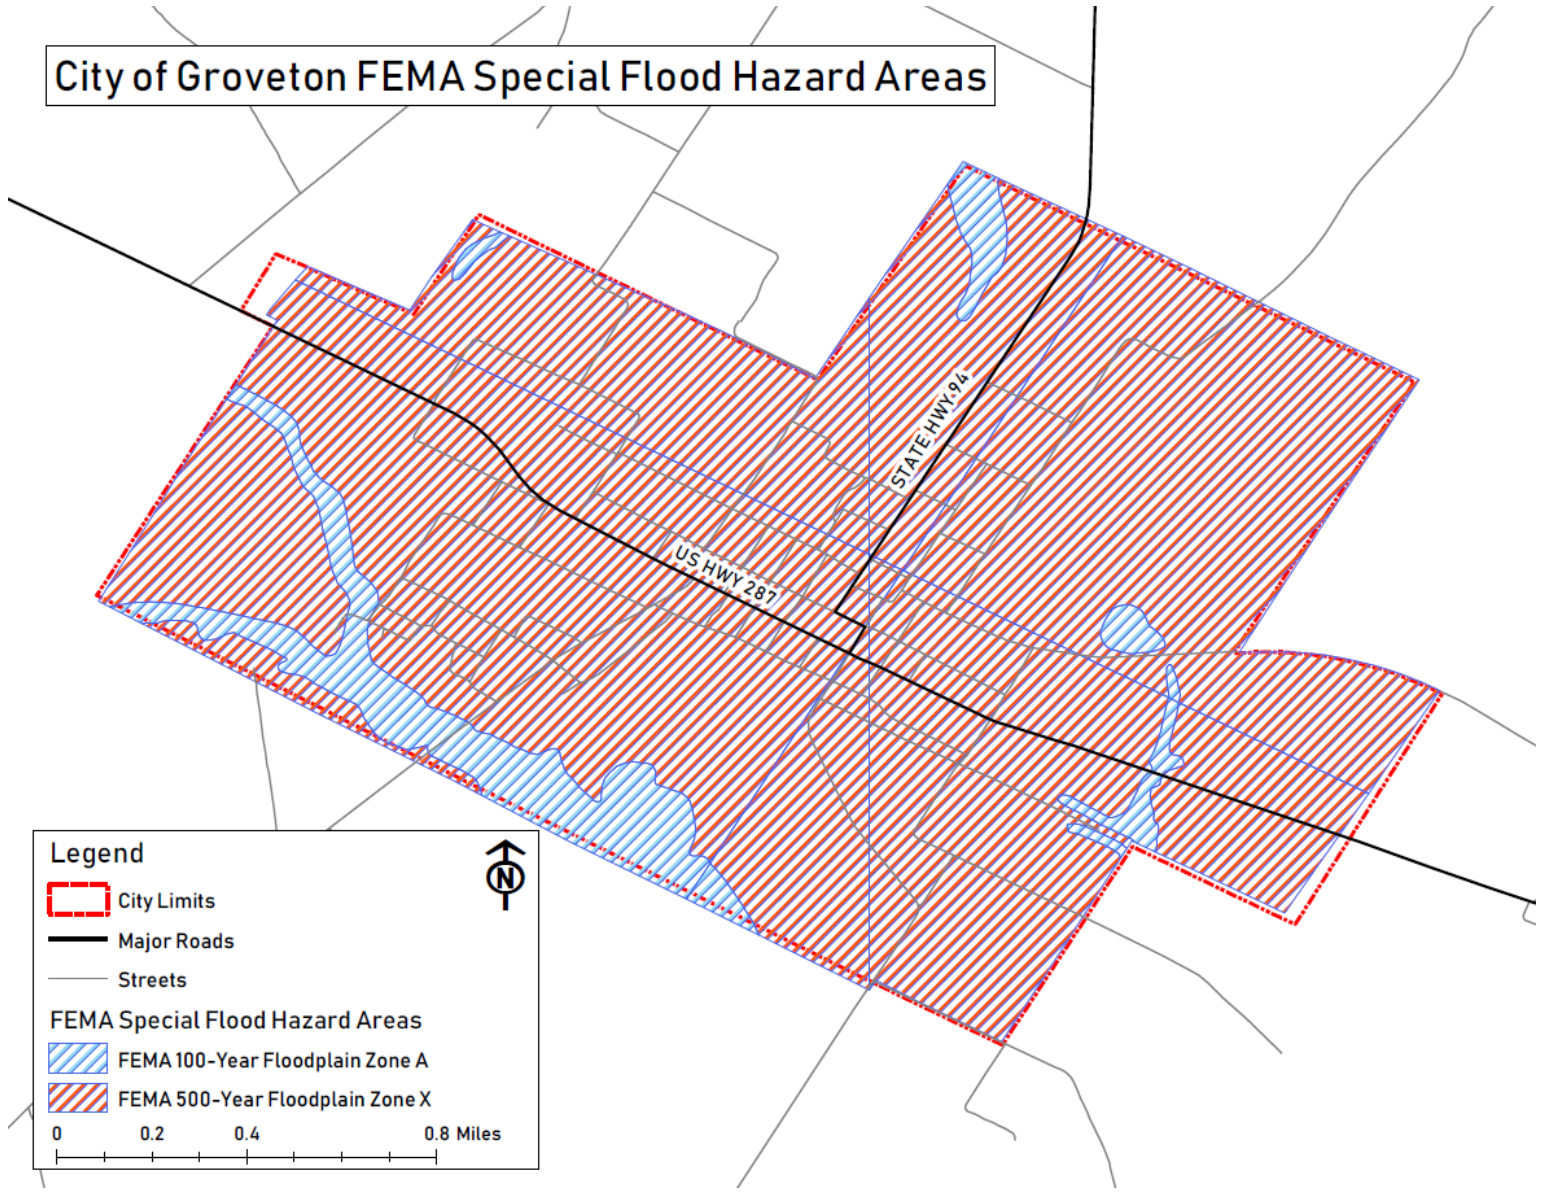 City of Groveton FEMA Special Flood Hazard Areas
STATE HWY 94
US HWY 287
Legend
City Limits
Major Roads
Streets
FEMA Special Flood Hazard Areas
FEMA 100-Year Floodplain Zone A
FEMA 500-Year Floodplain Zone X
0 0.2 0.4 0.8 Miles
N